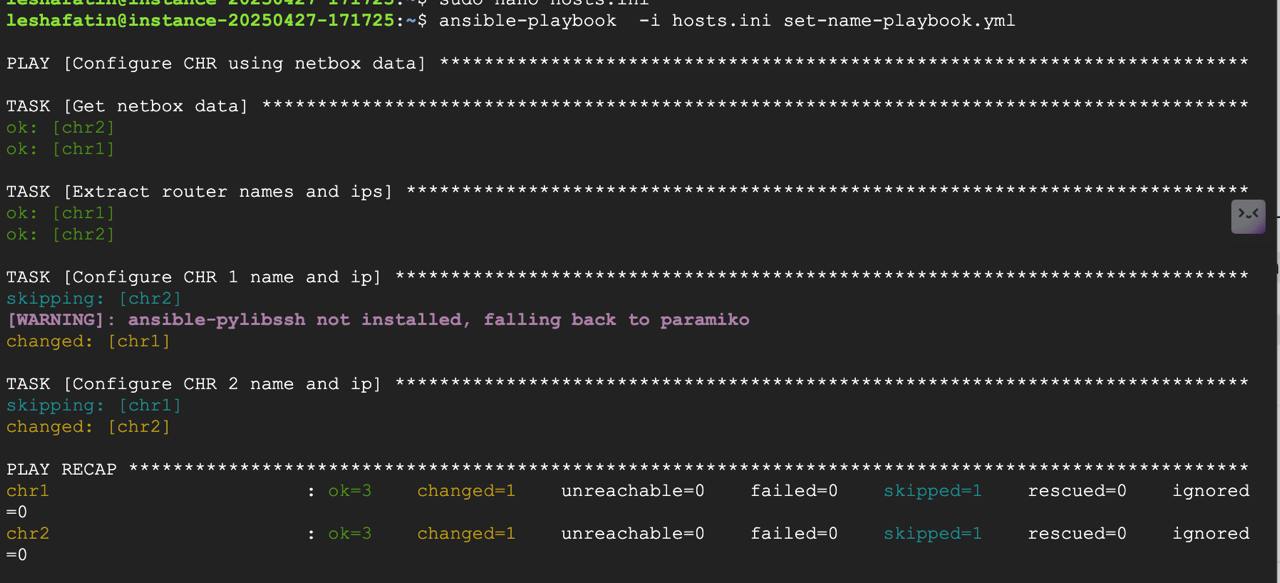 leshafatin@instance-20250427-171725:~$ sudo nano hosts.ini
leshafatin@instance-20250427-171725:~$ ansible-playbook  -i hosts.ini set-name-playbook.yml
PLAY [Configure CHR using netbox data] *************************************************************************
TASK [Get netbox data] *****************************************************************************************
ok: [chr2]
ok: [chr1]
TASK [Extract router names and ips] ****************************************************************************
ok: [chr1]
ok: [chr2]
TASK [Configure CHR 1 name and ip] *****************************************************************************
skipping: [chr2]
[WARNING]: ansible-pylibssh not installed, falling back to paramiko
changed: [chr1]
TASK [Configure CHR 2 name and ip] *****************************************************************************
skipping: [chr1]
changed: [chr2]
PLAY RECAP *****************************************************************************************************
chr1                       : ok=3    changed=1    unreachable=0    failed=0    skipped=1    rescued=0    ignored
=0
chr2                       : ok=3    changed=1    unreachable=0    failed=0    skipped=1    rescued=0    ignored
=0